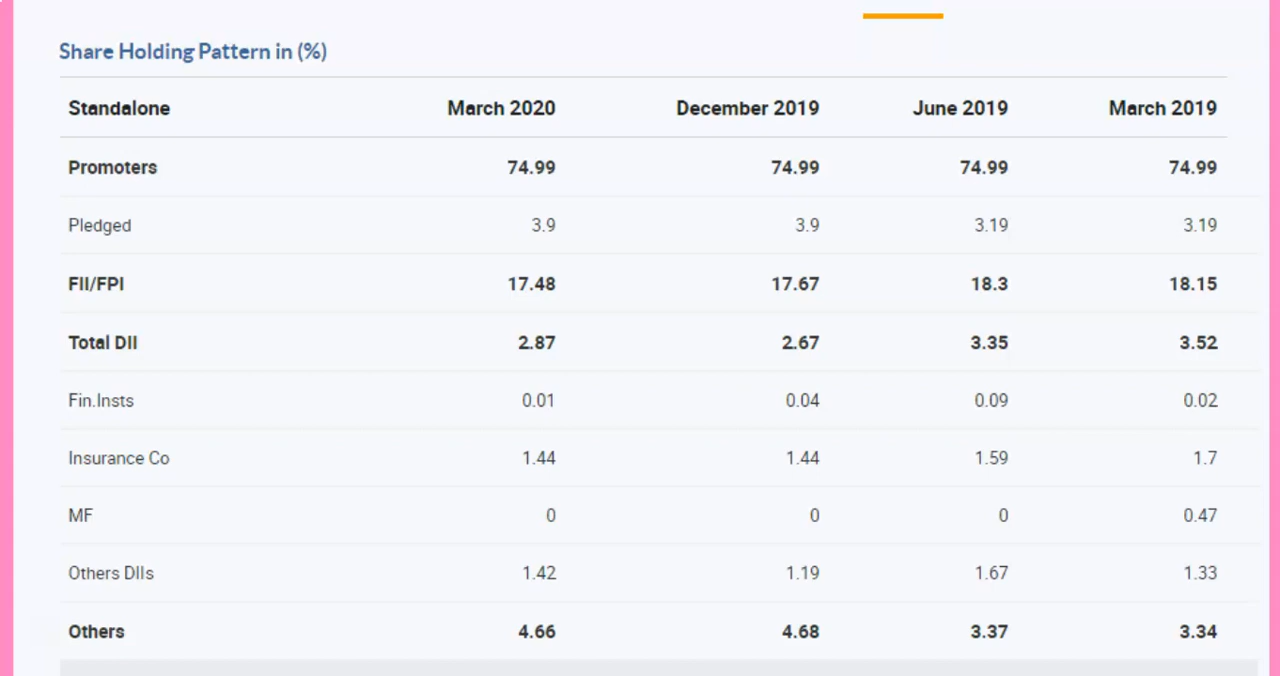 Share Holding Pattern in (%)
Standalone March 2020 December 2019 June 2019 March 2019
Promoters 74.99 74.99 74.99 74.99
Pledged 3.9 3.9 3.19 3.19
FII/FPI 17.48 17.67 18.3 18.15
Total DII 2.87 2.67 3.35 3.52
Fin.Insts 0.01 0.04 0.09 0.02
Insurance Co 1.44 1.44 1.59 1.7
MF 0 0 0 0.47
Others DIIs 1.42 1.19 1.67 1.33
Others 4.66 4.68 3.37 3.34